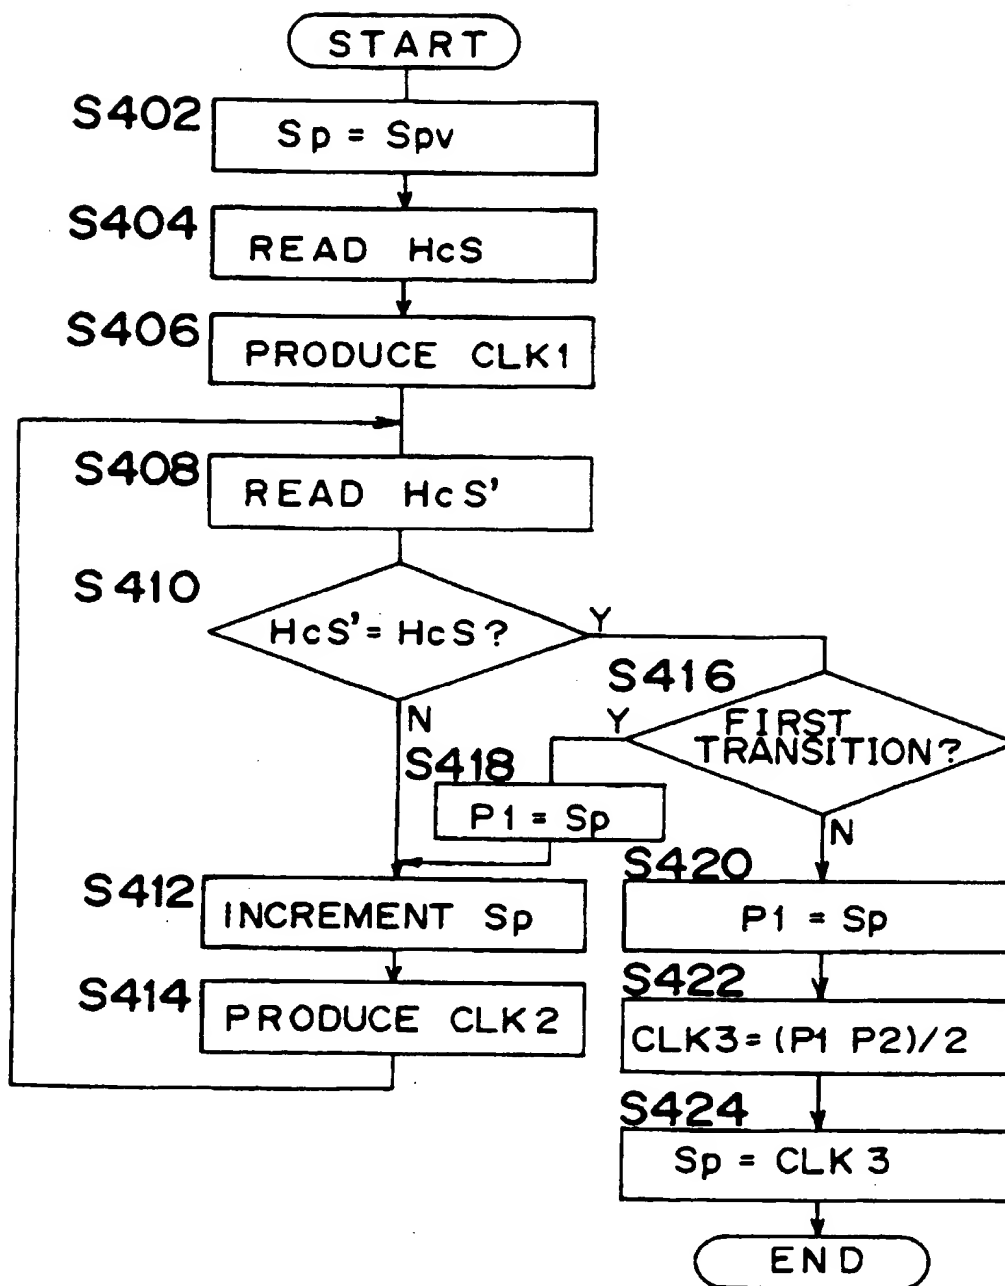 START
S402
Sp = Spv
S404
READ HcS
S406
PRODUCE CLK1
S408
READ HcS'
S410
HcS' = HcS?
Y
N
S416
FIRST
TRANSITION?
Y
N
S418
P1 = Sp
S412
INCREMENT Sp
S414
PRODUCE CLK2
S420
P1 = Sp
S422
CLK3 = (P1 P2)/2
S424
Sp = CLK3
END